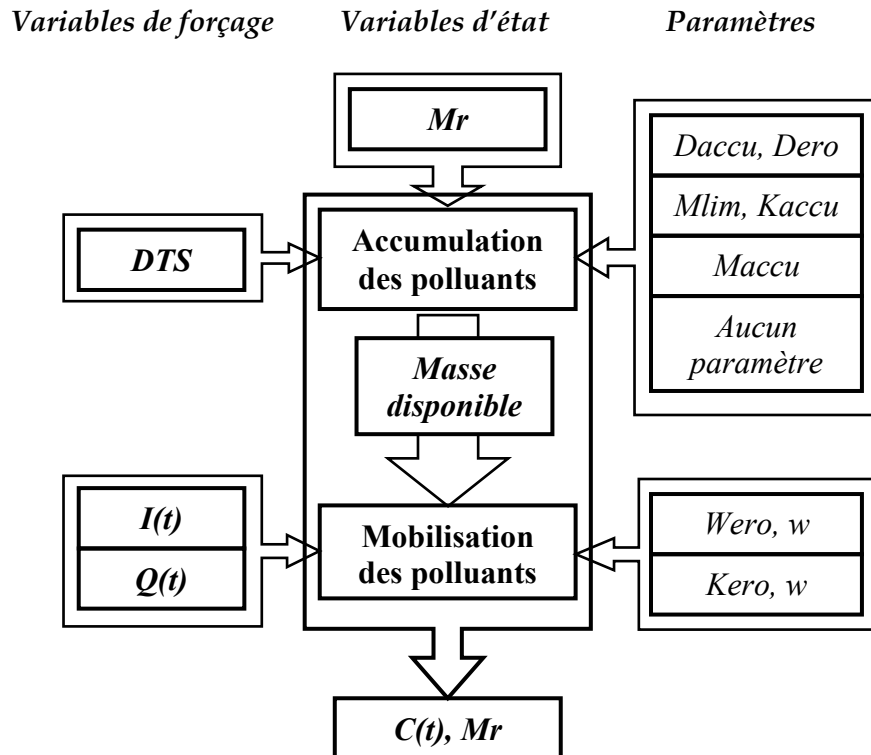 Variables de forçage
Variables d'état
Paramètres
Mr
Daccu, Dero
Mlim, Kaccu
Maccu
Aucun
paramètre
DTS
Accumulation
des polluants
Masse
disponible
I(t)
Q(t)
Mobilisation
des polluants
Wero, w
Kero, w
C(t), Mr